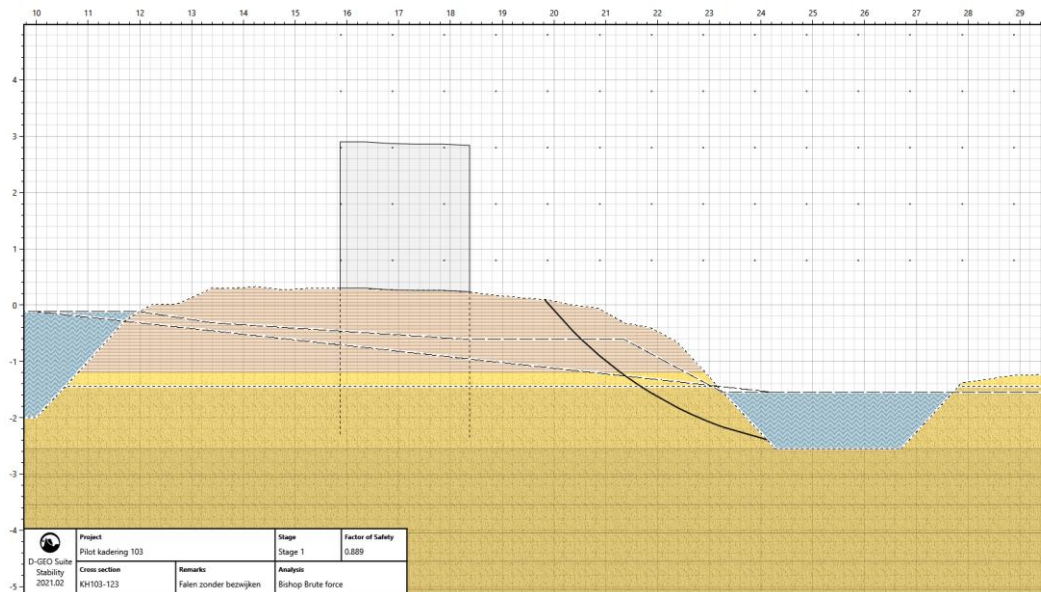 10 11 12 13 14 15 16 17 18 19 20 21 22 23 24 25 26 27 28 29
4
3
2
1
0
-1
-2
-3
-4
-5
D-GEO Suite
Stability
2021.02
Project
Pilot kadering 103
Stage
Stage 1
Factor of Safety
0.889
Cross section
KH103-123
Remarks
Falen zonder bezwijken
Analysis
Bishop Brute force